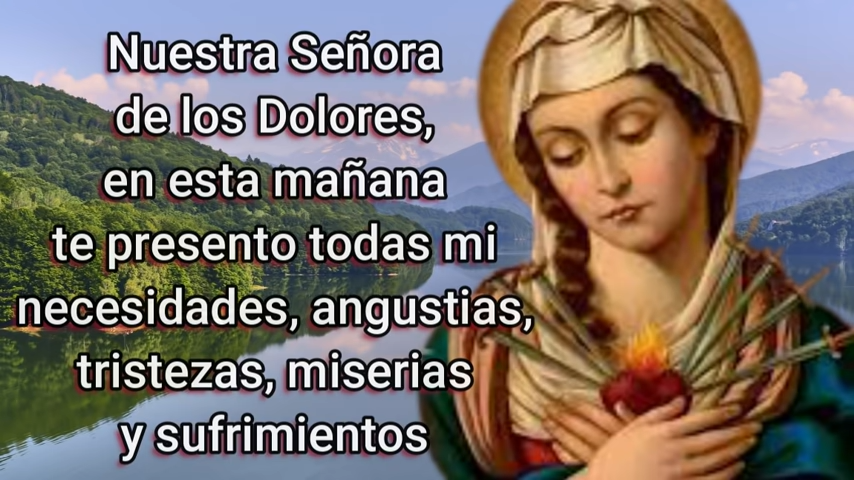 Nuestra Señora
de los Dolores,
en esta mañana
te presento todas mi
necesidades, angustias,
tristezas, miserias
y sufrimientos